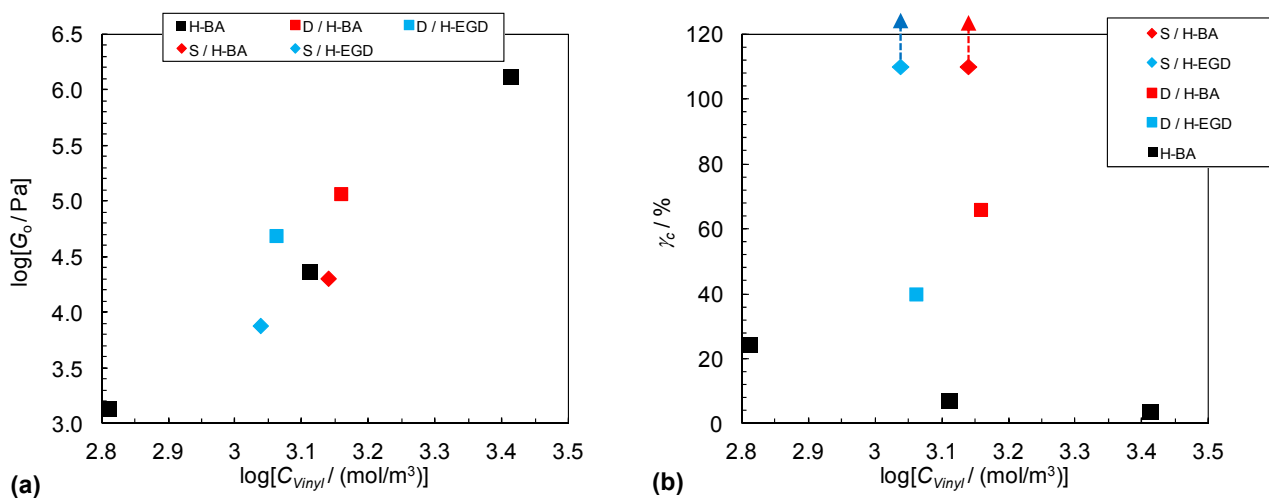 H-BA D / H-BA D / H-EGD
S / H-BA S / H-EGD
6.5
6.0
5.5
5.0
4.5
4.0
3.5
3.0
log[Gₒ / Pa]
2.8 2.9 3 3.1 3.2 3.3 3.4 3.5
log[C_Vinyl / (mol/m³)]
(a)
120
100
80
60
40
20
0
γ_c / %
S / H-BA
S / H-EGD
D / H-BA
D / H-EGD
H-BA
2.8 2.9 3 3.1 3.2 3.3 3.4 3.5
log[C_Vinyl / (mol/m³)]
(b)